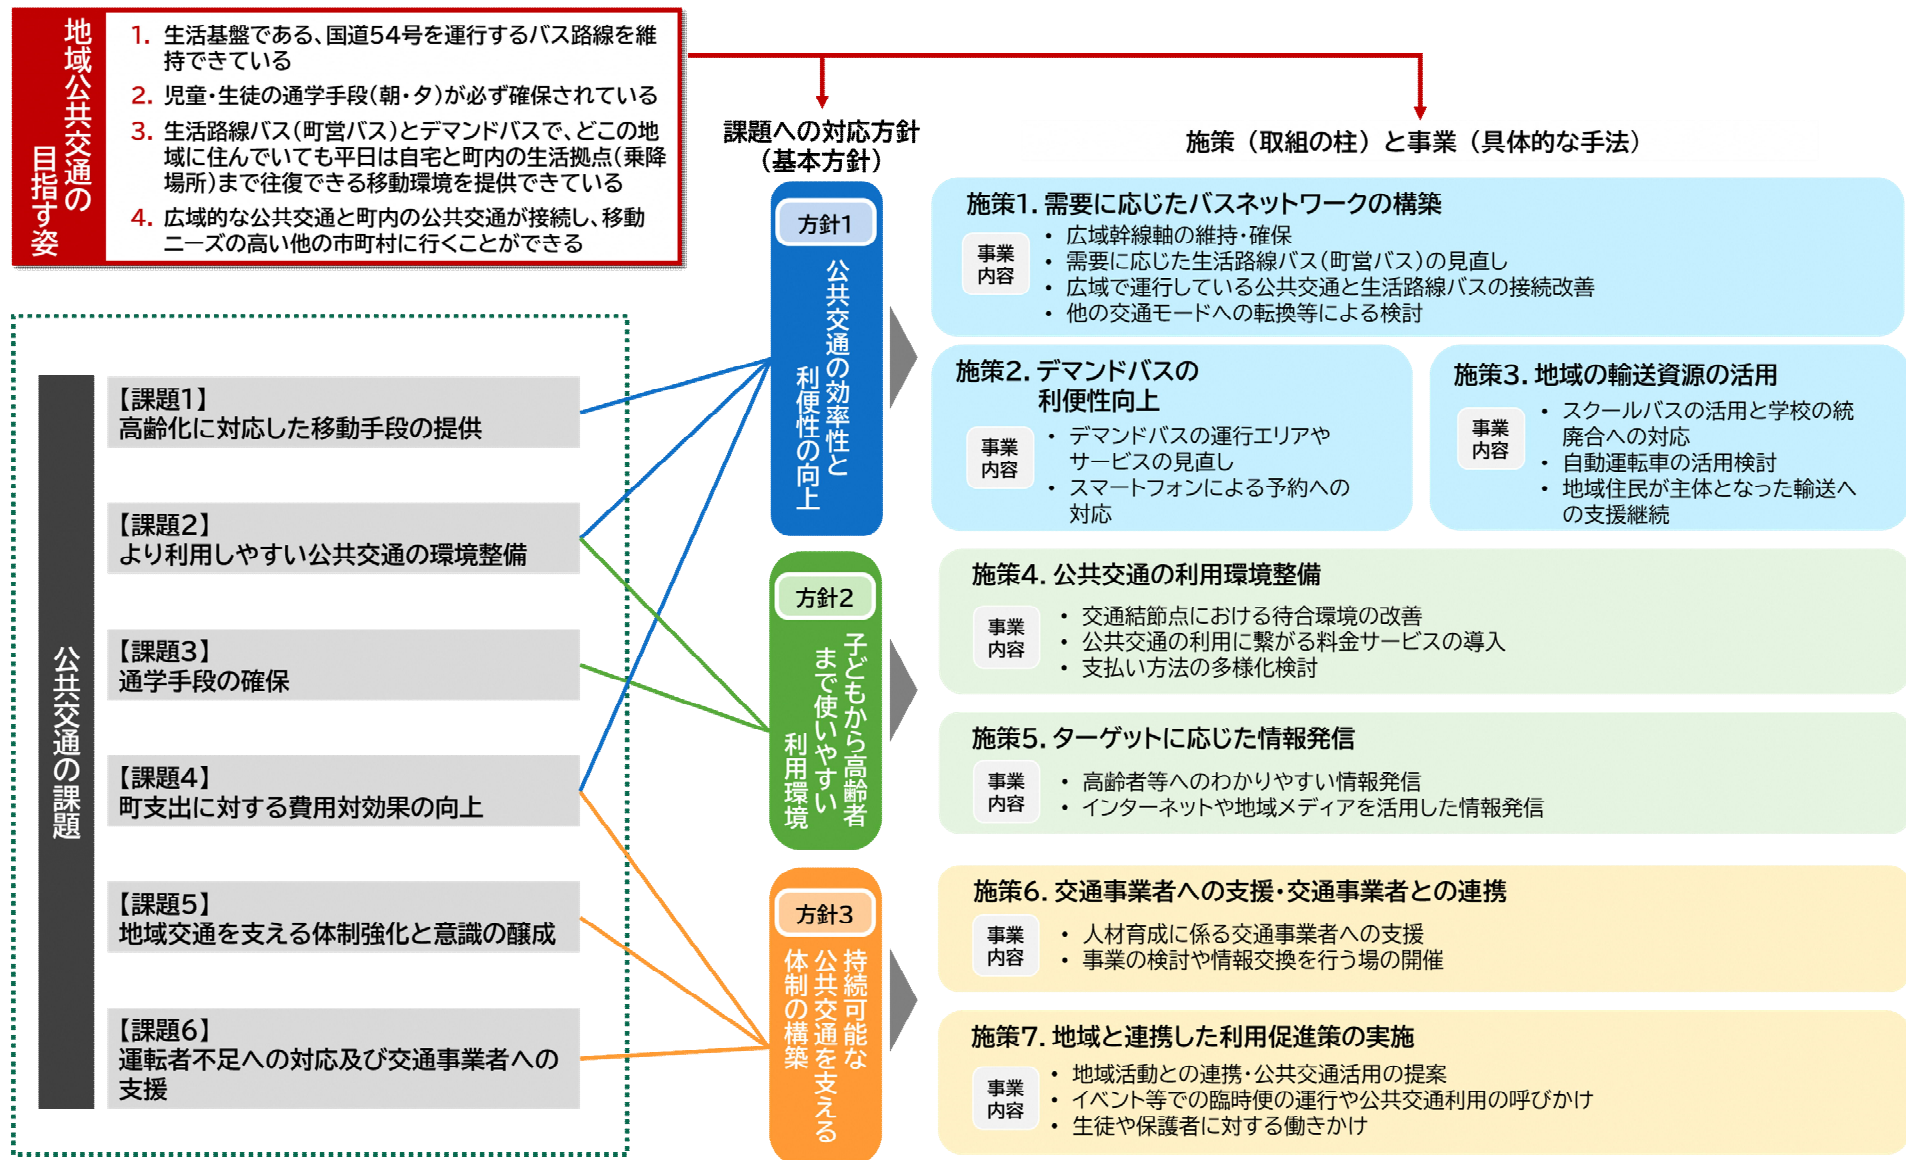 地域公共交通の
目指す姿
1. 生活基盤である、国道54号を運行するバス路線を維
持できている
2. 児童・生徒の通学手段（朝・夕）が必ず確保されている
3. 生活路線バス（町営バス）とデマンドバスで、どこの地
域に住んでいても平日は自宅と町内の生活拠点（乗降
場所）まで往復できる移動環境を提供できている
4. 広域的な公共交通と町内の公共交通が接続し、移動
ニーズの高い他の市町村に行くことができる
公共交通の課題
【課題1】
高齢化に対応した移動手段の提供
【課題2】
より利用しやすい公共交通の環境整備
【課題3】
通学手段の確保
【課題4】
町支出に対する費用対効果の向上
【課題5】
地域交通を支える体制強化と意識の醸成
【課題6】
運転者不足への対応及び交通事業者への
支援
課題への対応方針
（基本方針）
方針1
公共交通の効率性と
利便性の向上
方針2
子どもから高齢者
まで使いやすい
利用環境
方針3
持続可能な
公共交通を支える
体制の構築
施策（取組の柱）と事業（具体的な手法）
施策1．需要に応じたバスネットワークの構築
事業
内容
• 広域幹線軸の維持・確保
• 需要に応じた生活路線バス（町営バス）の見直し
• 広域で運行している公共交通と生活路線バスの接続改善
• 他の交通モードへの転換等による検討
施策2．デマンドバスの
利便性向上
事業
内容
• デマンドバスの運行エリアや
サービスの見直し
• スマートフォンによる予約への
対応
施策3．地域の輸送資源の活用
事業
内容
• スクールバスの活用と学校の統
廃合への対応
• 自動運転車の活用検討
• 地域住民が主体となった輸送へ
の支援継続
施策4．公共交通の利用環境整備
事業
内容
• 交通結節点における待合環境の改善
• 公共交通の利用に繋がる料金サービスの導入
• 支払い方法の多様化検討
施策5．ターゲットに応じた情報発信
事業
内容
• 高齢者等へのわかりやすい情報発信
• インターネットや地域メディアを活用した情報発信
施策6．交通事業者への支援・交通事業者との連携
事業
内容
• 人材育成に係る交通事業者への支援
• 事業の検討や情報交換を行う場の開催
施策7．地域と連携した利用促進策の実施
事業
内容
• 地域活動との連携・公共交通活用の提案
• イベント等での臨時便の運行や公共交通利用の呼びかけ
• 生徒や保護者に対する働きかけ